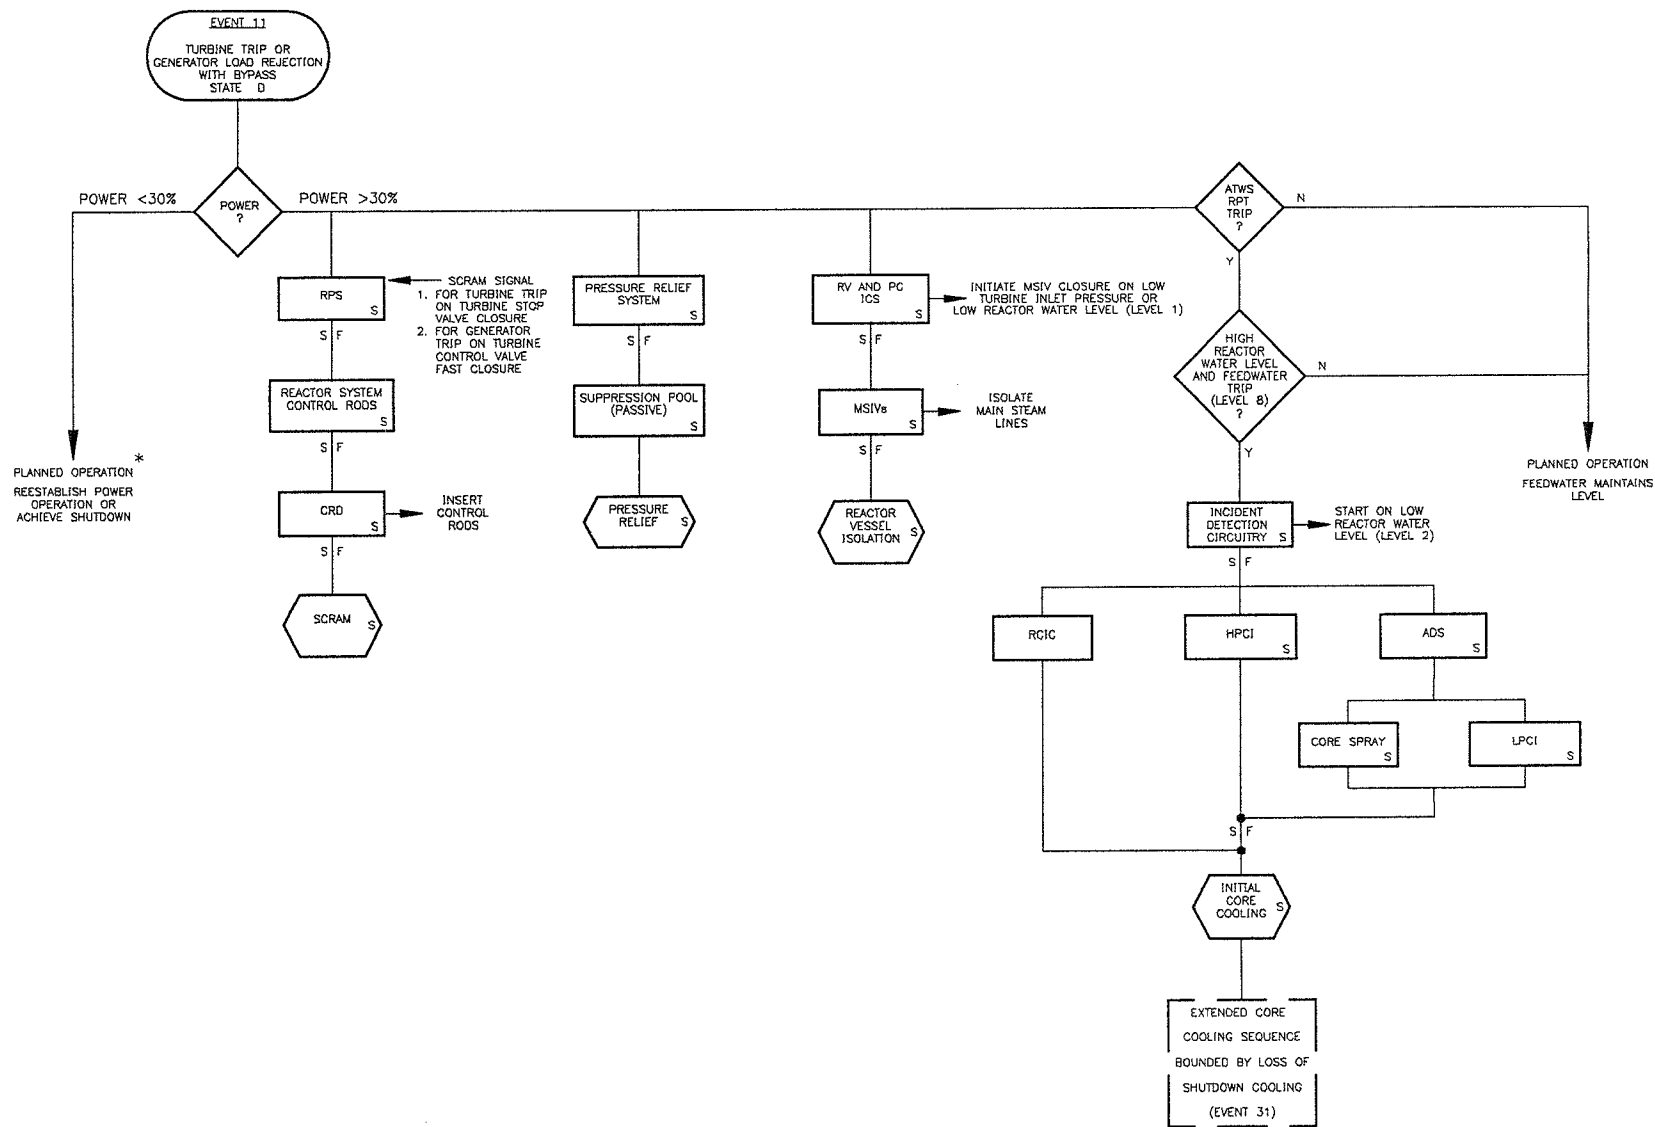 EVENT 11
TURBINE TRIP OR
GENERATOR LOAD REJECTION
WITH BYPASS
STATE D
POWER <30%
POWER
?
POWER >30%
ATWS
RPT
TRIP
?
N
Y
RPS
S
SCRAM SIGNAL
1. FOR TURBINE TRIP
ON TURBINE STOP
VALVE CLOSURE
2. FOR GENERATOR
TRIP ON TURBINE
CONTROL VALVE
FAST CLOSURE
S F
REACTOR SYSTEM
CONTROL RODS
S
S F
CRD
S
INSERT
CONTROL
RODS
S F
SCRAM
S
PLANNED OPERATION *
REESTABLISH POWER
OPERATION OR
ACHIEVE SHUTDOWN
PRESSURE RELIEF
SYSTEM
S
S F
SUPPRESSION POOL
(PASSIVE)
S
PRESSURE
RELIEF
S
RV AND PC
ICS
S
INITIATE MSIV CLOSURE ON LOW
TURBINE INLET PRESSURE OR
LOW REACTOR WATER LEVEL (LEVEL 1)
S F
MSIVs
S
ISOLATE
MAIN STEAM
LINES
S F
REACTOR
VESSEL
ISOLATION
S
HIGH
REACTOR
WATER LEVEL
AND FEEDWATER
TRIP
(LEVEL 8)
?
N
Y
PLANNED OPERATION
FEEDWATER MAINTAINS
LEVEL
INCIDENT
DETECTION
CIRCUITRY
S
START ON LOW
REACTOR WATER
LEVEL (LEVEL 2)
S F
RCIC
HPCI
S
ADS
S
CORE SPRAY
S
LPCI
S
S F
INITIAL
CORE
COOLING
S
EXTENDED CORE
COOLING SEQUENCE
BOUNDED BY LOSS OF
SHUTDOWN COOLING
(EVENT 31)